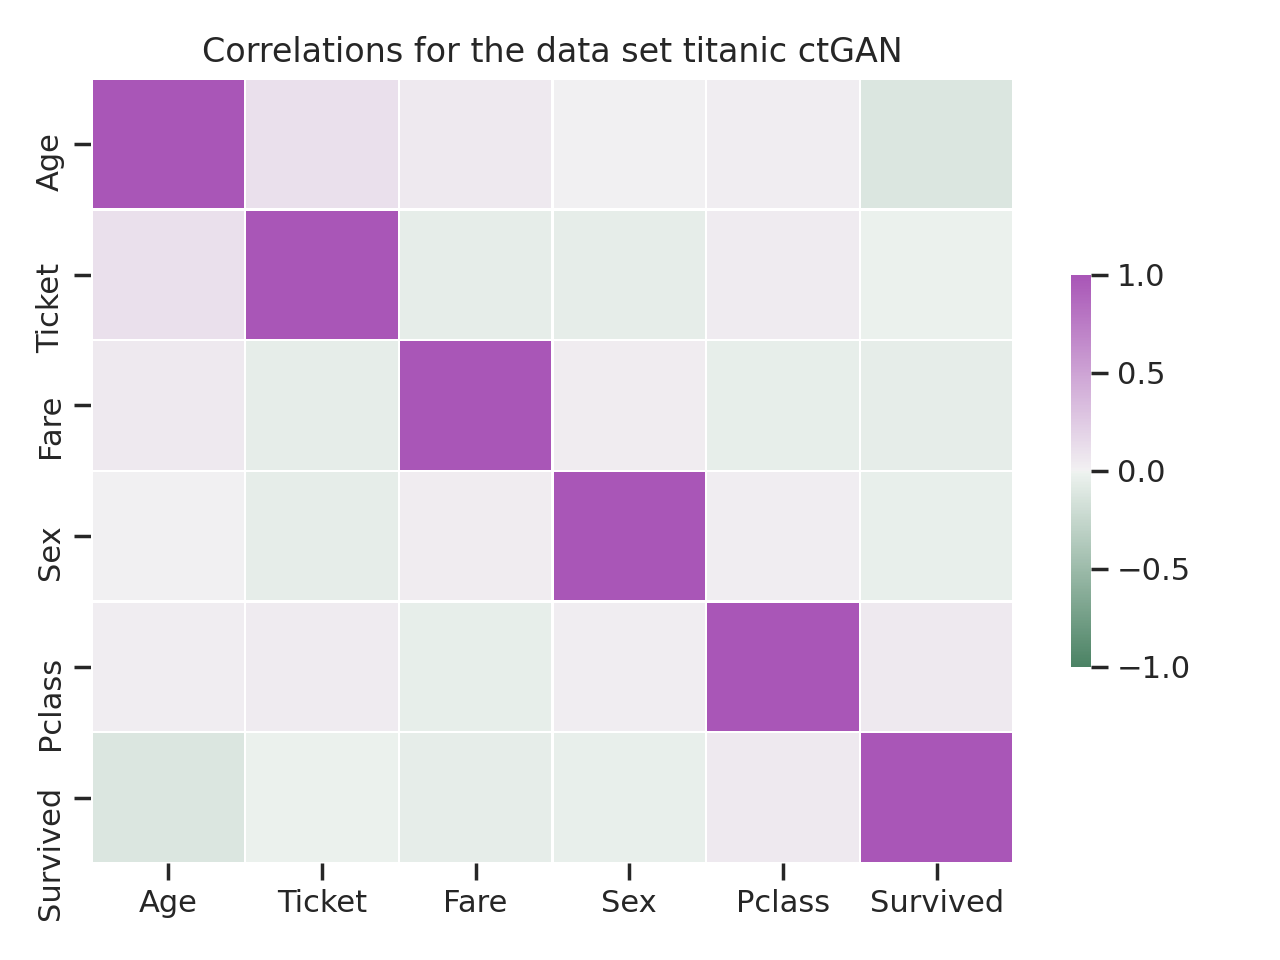 Correlations for the data set titanic ctGAN
Age
Ticket
Fare
Sex
Pclass
Survived
Age Ticket Fare Sex Pclass Survived
1.0
0.5
0.0
−0.5
−1.0